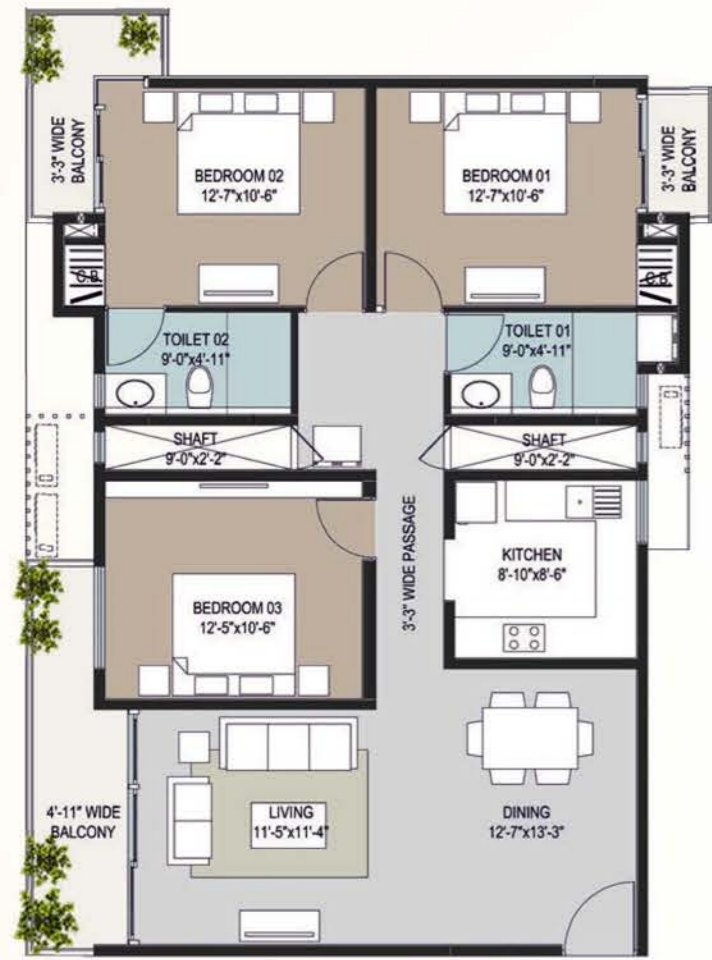 3'-3" WIDE
BALCONY
BEDROOM 02
12'-7"x10'-6"
BEDROOM 01
12'-7"x10'-6"
3'-3" WIDE
BALCONY
C.B
C.B
TOILET 02
9'-0"x4'-11"
TOILET 01
9'-0"x4'-11"
SHAFT
9'-0"x2'-2"
SHAFT
9'-0"x2'-2"
3'-3" WIDE PASSAGE
KITCHEN
8'-10"x8'-6"
BEDROOM 03
12'-5"x10'-6"
4'-11" WIDE
BALCONY
LIVING
11'-5"x11'-4"
DINING
12'-7"x13'-3"